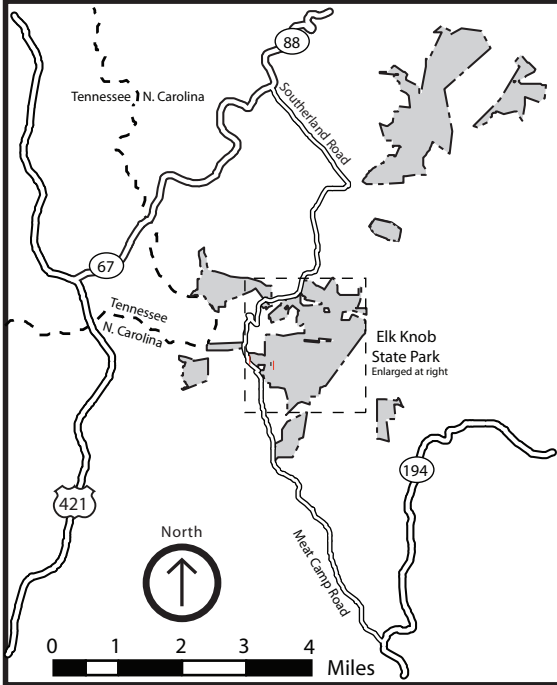 88
Tennessee
N. Carolina
Southerland Road
67
Tennessee
N. Carolina
Elk Knob
State Park
Enlarged at right
194
421
North
Meat Camp Road
0 1 2 3 4
Miles